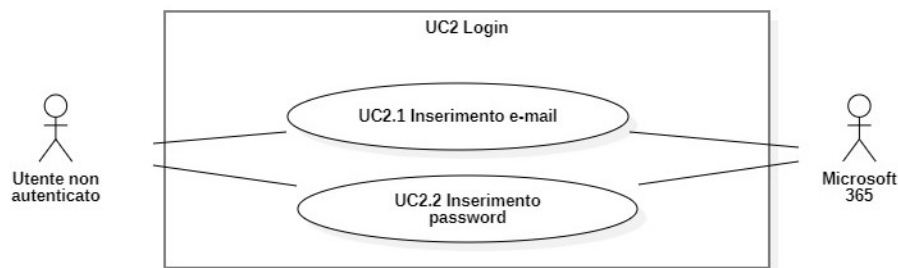 UC2 Login
UC2.1 Inserimento e-mail
Utente non
autenticato
Microsoft
365
UC2.2 Inserimento
password